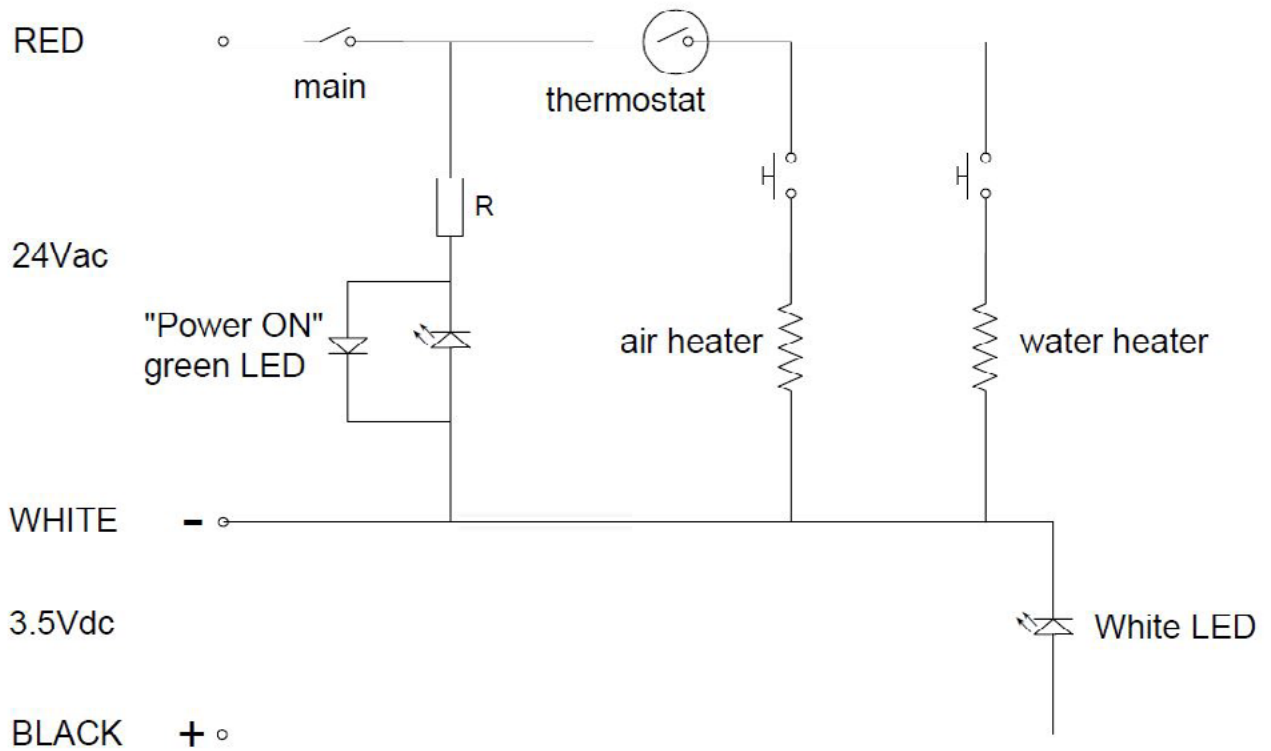 RED
main
thermostat
R
24Vac
"Power ON"
green LED
air heater
water heater
WHITE -
3.5Vdc
White LED
BLACK +